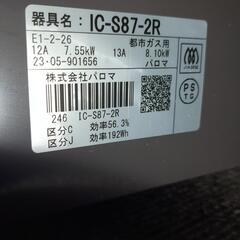 器具名：IC-S87-2R
E1-2-26 都市ガス用
12A 7.55kW 13A 8.10kW
23・05-901656 パロマ
株式会社パロマ
246 IC-S87-2R
区分C 効率56.3%
区分J 効率192Wh
PS
TG